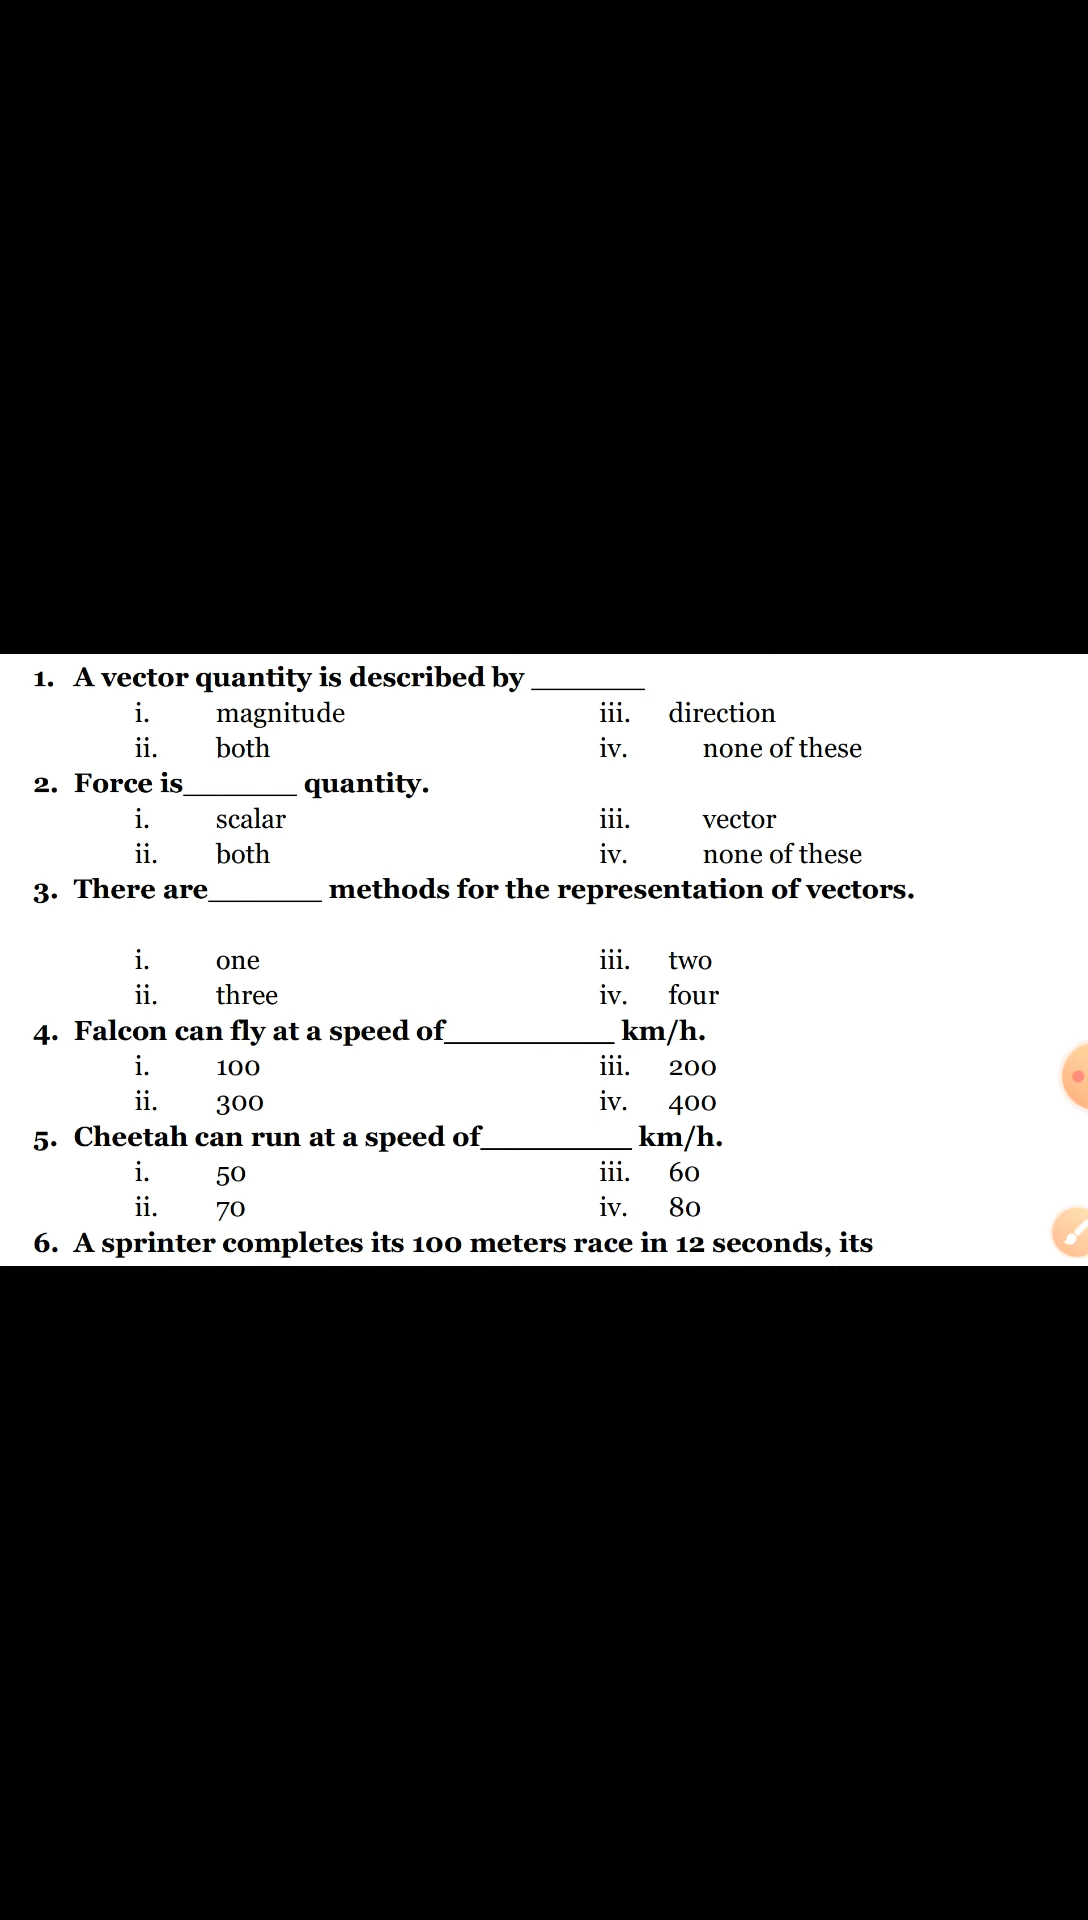 1. A vector quantity is described by ________
i. magnitude iii. direction
ii. both iv. none of these
2. Force is________ quantity.
i. scalar iii. vector
ii. both iv. none of these
3. There are________ methods for the representation of vectors.
i. one iii. two
ii. three iv. four
4. Falcon can fly at a speed of____________ km/h.
i. 100 iii. 200
ii. 300 iv. 400
5. Cheetah can run at a speed of___________ km/h.
i. 50 iii. 60
ii. 70 iv. 80
6. A sprinter completes its 100 meters race in 12 seconds, its